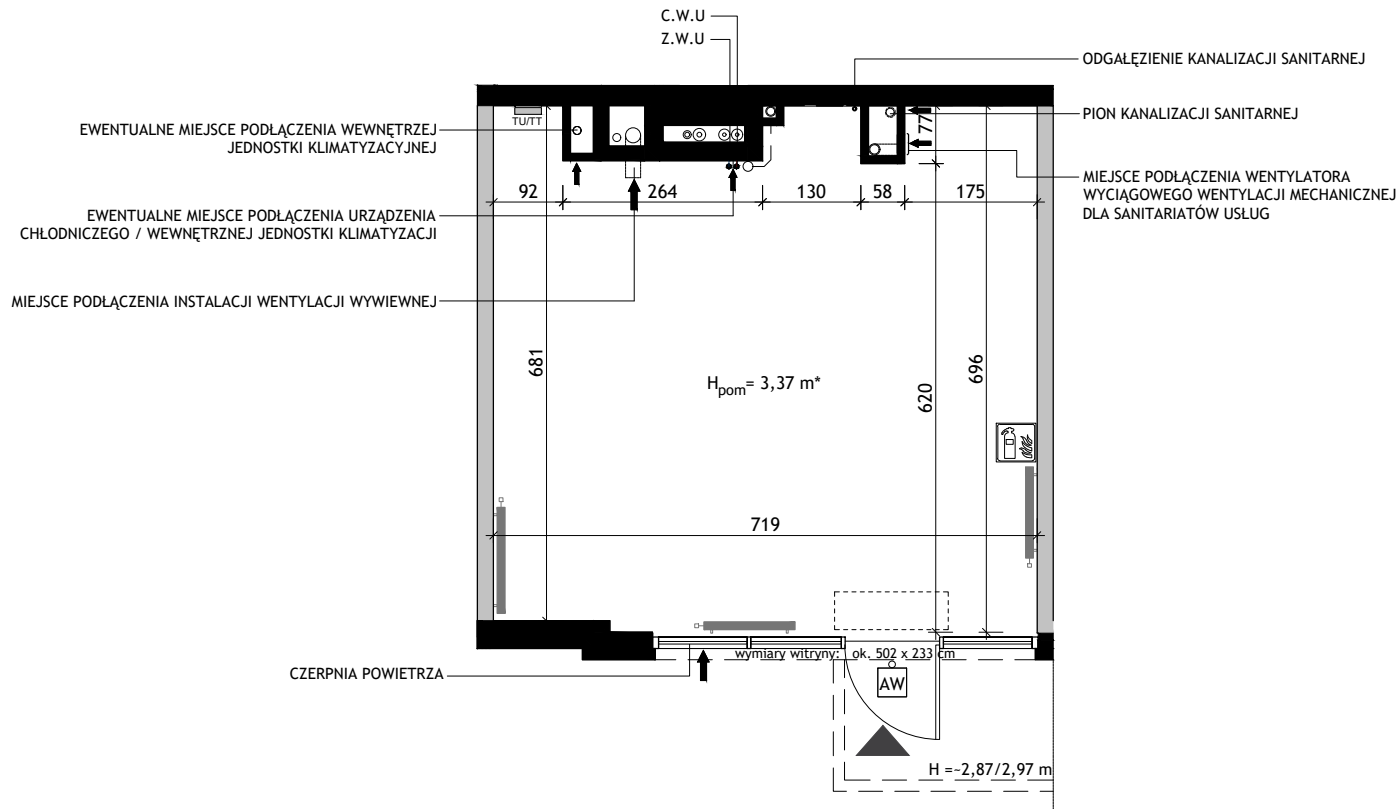 C.W.U
Z.W.U
ODGAŁĘZIENIE KANALIZACJI SANITARNEJ
PION KANALIZACJI SANITARNEJ
EWENTUALNE MIEJSCE PODŁĄCZENIA WEWNĘTRZEJ
JEDNOSTKI KLIMATYZACYJNEJ
TU/TT
77
MIEJSCE PODŁĄCZENIA WENTYLATORA
WYCIĄGOWEGO WENTYLACJI MECHANICZNEJ
DLA SANITARIATÓW USŁUG
92
264
130
58
175
EWENTUALNE MIEJSCE PODŁĄCZENIA URZĄDZENIA
CHŁODNICZEGO / WEWNĘTRZNEJ JEDNOSTKI KLIMATYZACJI
MIEJSCE PODŁĄCZENIA INSTALACJI WENTYLACJI WYWIEWNEJ
681
Hpom= 3,37 m*
620
696
719
wymiary witryny: ok. 502 x 233 cm
CZERPNIA POWIETRZA
AW
H =~2,87/2,97 m